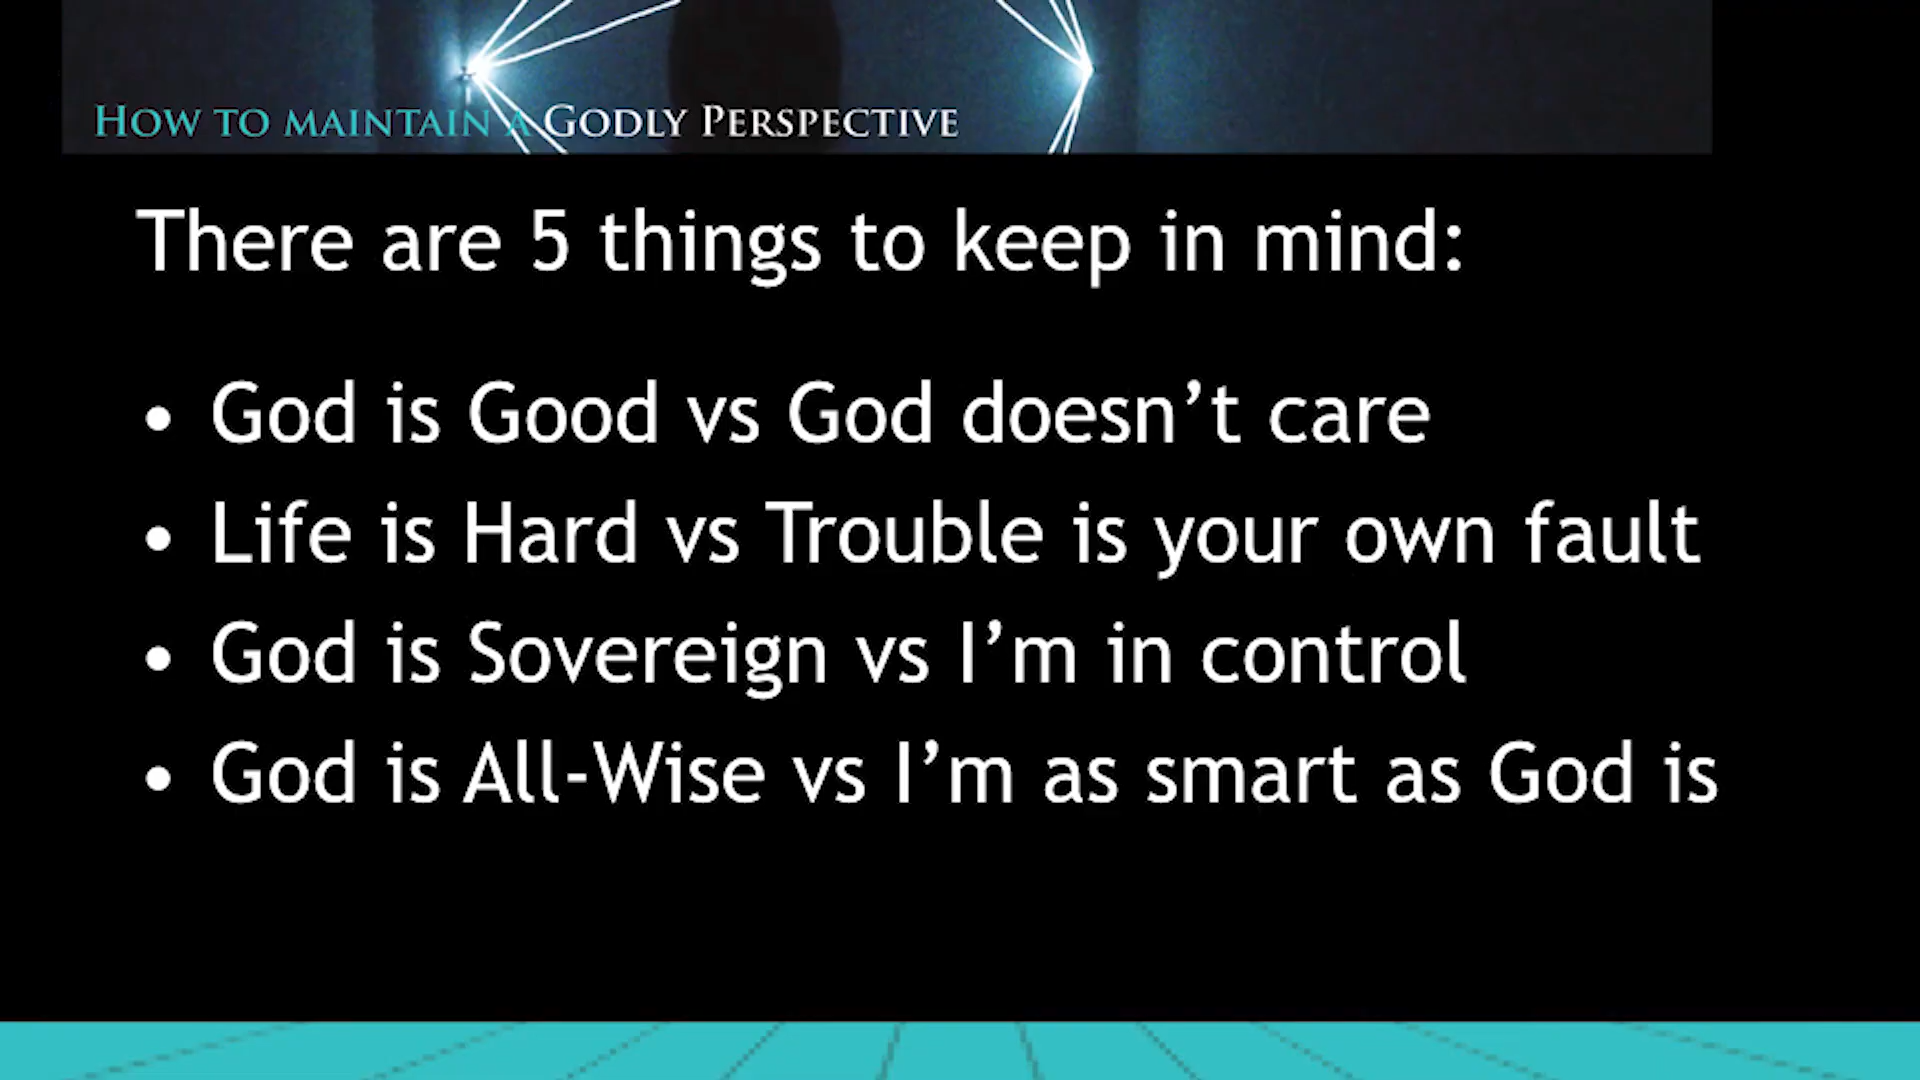 HOW TO MAINTAIN A GODLY PERSPECTIVE
There are 5 things to keep in mind:
• God is Good vs God doesn’t care
• Life is Hard vs Trouble is your own fault
• God is Sovereign vs I’m in control
• God is All-Wise vs I’m as smart as God is